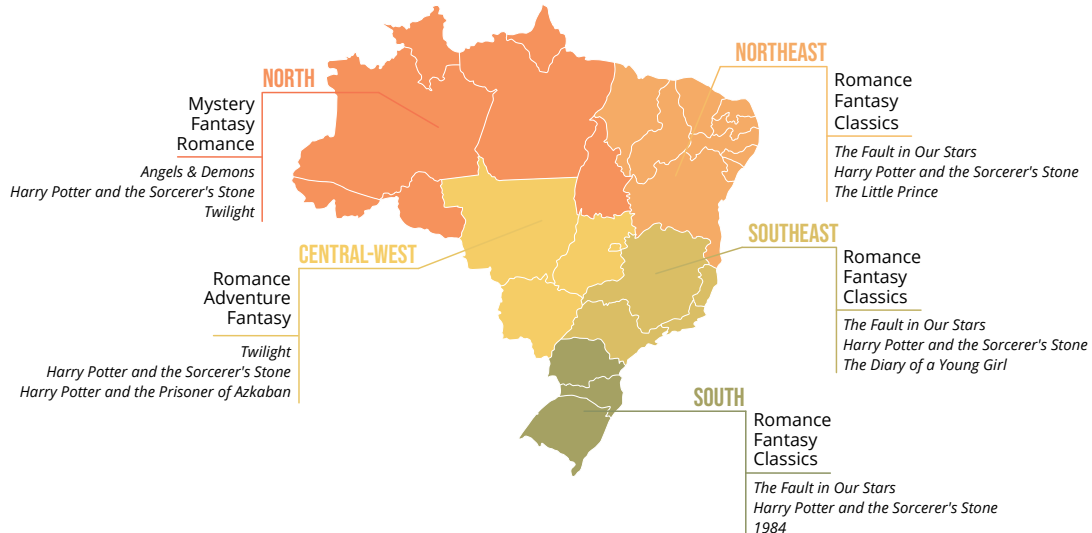 NORTH
Mystery
Fantasy
Romance
Angels & Demons
Harry Potter and the Sorcerer's Stone
Twilight
NORTHEAST
Romance
Fantasy
Classics
The Fault in Our Stars
Harry Potter and the Sorcerer's Stone
The Little Prince
CENTRAL-WEST
Romance
Adventure
Fantasy
Twilight
Harry Potter and the Sorcerer's Stone
Harry Potter and the Prisoner of Azkaban
SOUTHEAST
Romance
Fantasy
Classics
The Fault in Our Stars
Harry Potter and the Sorcerer's Stone
The Diary of a Young Girl
SOUTH
Romance
Fantasy
Classics
The Fault in Our Stars
Harry Potter and the Sorcerer's Stone
1984